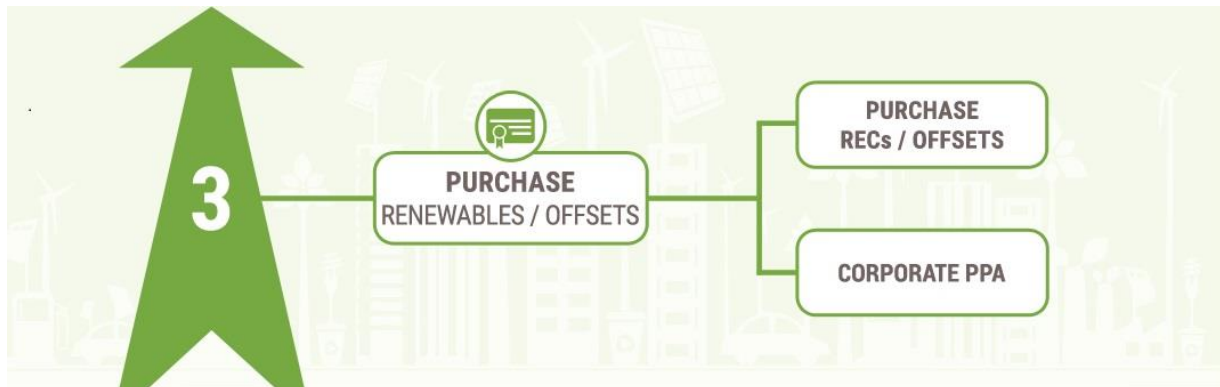 3
PURCHASE
RENEWABLES / OFFSETS
PURCHASE
RECs / OFFSETS
CORPORATE PPA